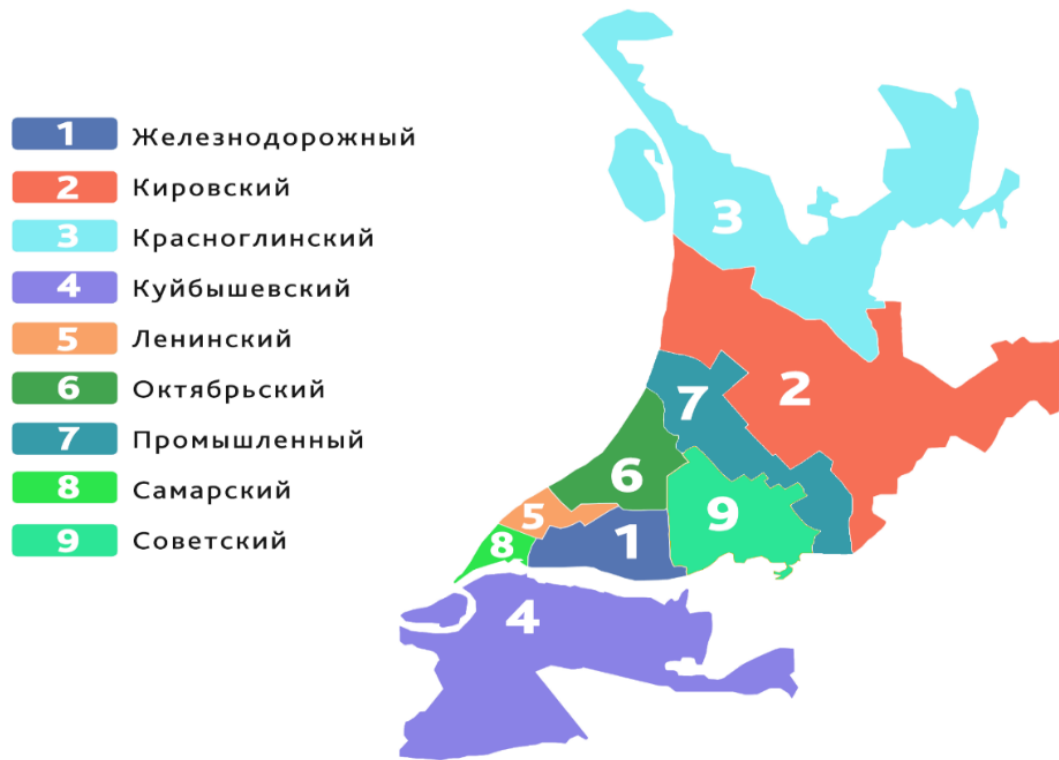 1 Железнодорожный
2 Кировский
3 Красноглинский
4 Куйбышевский
5 Ленинский
6 Октябрьский
7 Промышленный
8 Самарский
9 Советский
3
2
7
6
9
5
1
8
4